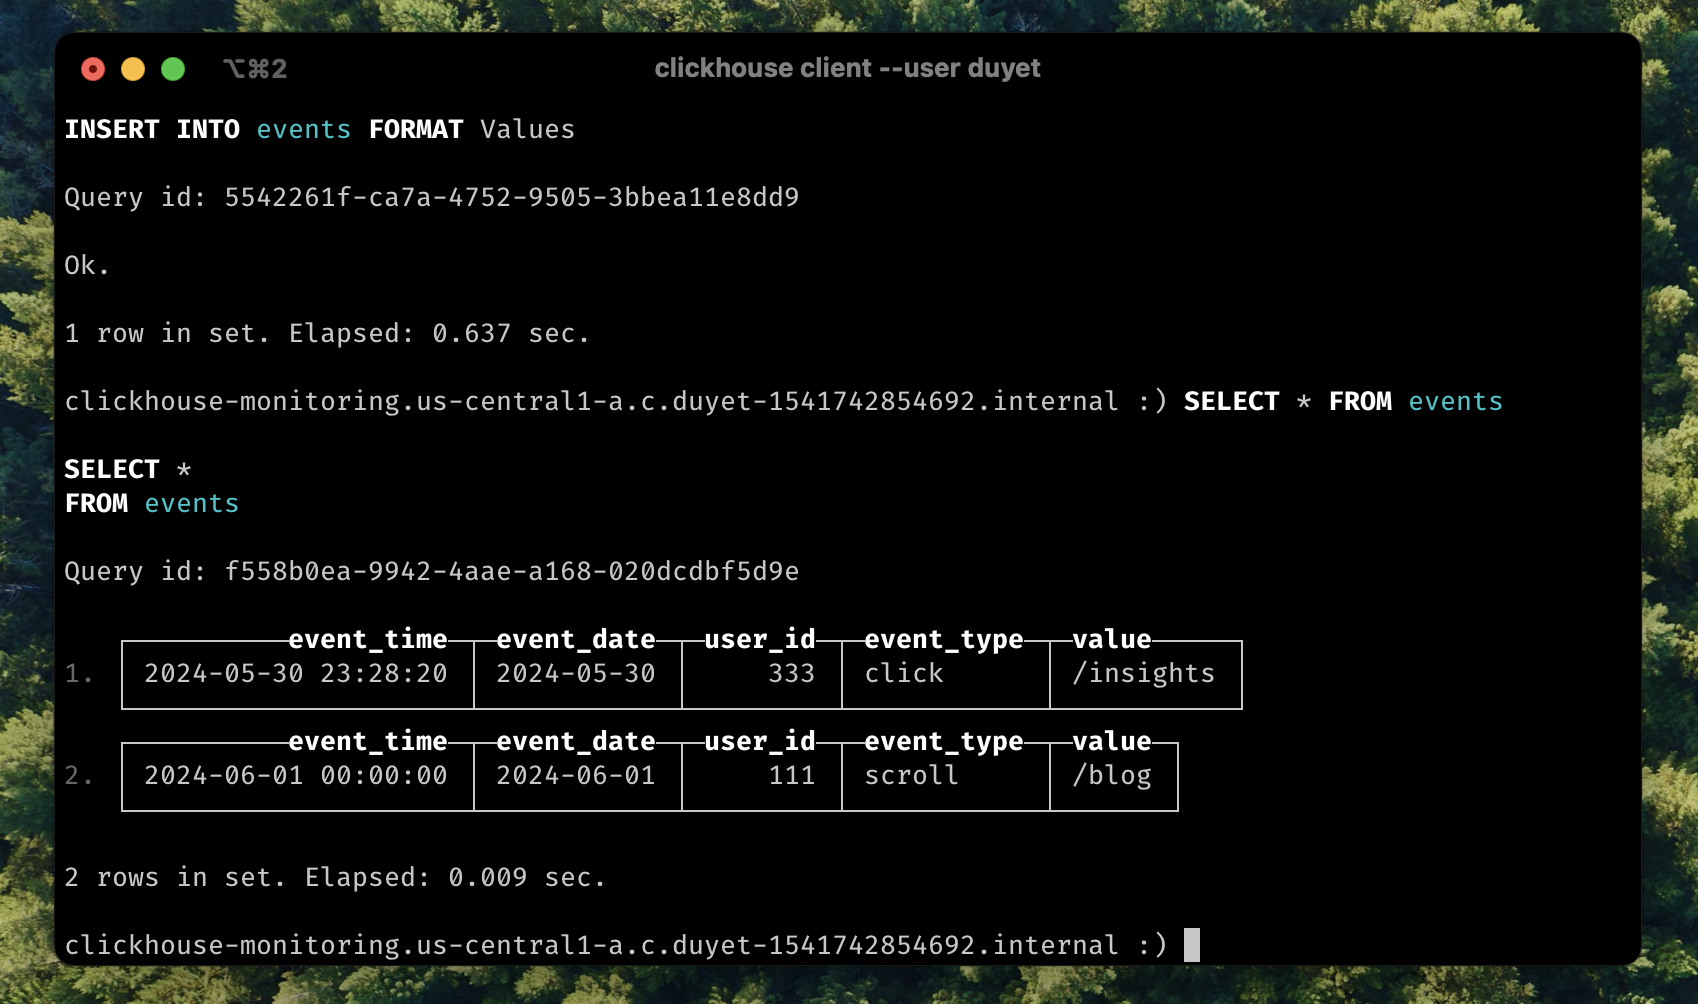 ⌥⌘2 clickhouse client --user duyet
INSERT INTO events FORMAT Values
Query id: 5542261f-ca7a-4752-9505-3bbea11e8dd9
Ok.
1 row in set. Elapsed: 0.637 sec.
clickhouse-monitoring.us-central1-a.c.duyet-1541742854692.internal :) SELECT * FROM events
SELECT *
FROM events
Query id: f558b0ea-9942-4aae-a168-020dcdbf5d9e
event_time event_date user_id event_type value
1. 2024-05-30 23:28:20 2024-05-30 333 click /insights
event_time event_date user_id event_type value
2. 2024-06-01 00:00:00 2024-06-01 111 scroll /blog
2 rows in set. Elapsed: 0.009 sec.
clickhouse-monitoring.us-central1-a.c.duyet-1541742854692.internal :)